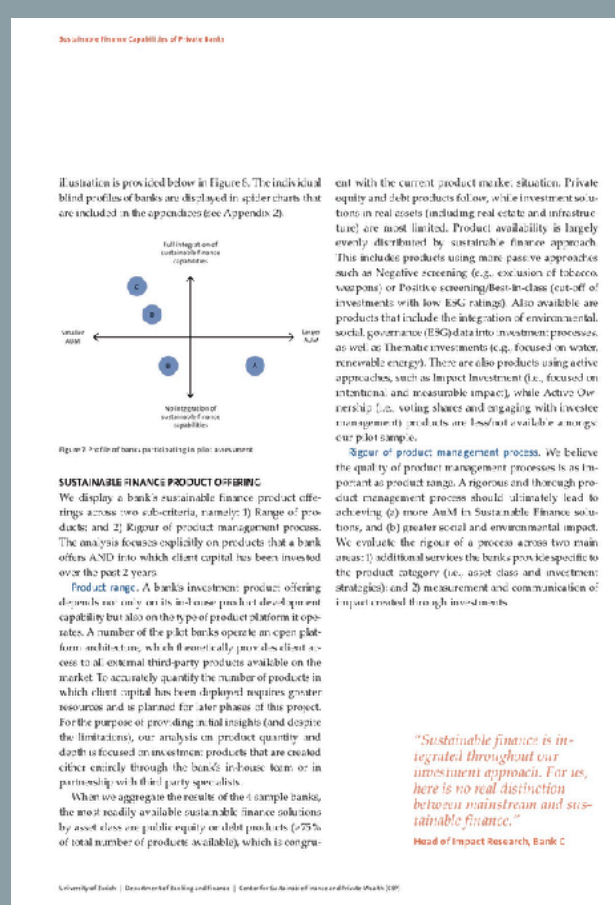 Sustainable Finance Capabilities of Private Banks
illustration is provided below in Figure 8. The individual
blind profiles of banks are displayed in spider charts that
are included in the appendices (see Appendix 2).
Full integration of
sustainable finance
capabilities
C
B
Smaller
AUM
Larger
AUM
A
No integration of
sustainable finance
capabilities
Figure 7 Profile of banks participating in pilot assessment
SUSTAINABLE FINANCE PRODUCT OFFERING
We display a bank's sustainable finance product offe-
rings across two sub-criteria, namely: 1) Range of pro-
ducts; and 2) Rigour of product management process.
The analysis focuses explicitly on products that a bank
offers AND into which client capital has been invested
over the past 2 years.
Product range. A bank's investment product offering
depends not only on its in-house product development
capability but also on the type of product platform it ope-
rates. A number of the pilot banks operate an open plat-
form architecture, which theoretically provides client ac-
cess to all external third-party products available on the
market. To accurately quantify the number of products in
which client capital has been deployed requires greater
resources and is planned for later phases of this project.
For the purpose of providing initial insights (and despite
the limitations), our analysis on product quantity and
depth is focused on investment products that are created
either entirely through the bank's in-house team or in
partnership with third party specialists.
When we aggregate the results of the 4 sample banks,
the most readily available sustainable finance solutions
by asset class are public equity or debt products (>75%
of total number of products available), which is congru-
ent with the current product market situation. Private
equity and debt products follow, while investment solu-
tions in real assets (including real estate and infrastruc-
ture) are most limited. Product availability is largely
evenly distributed by sustainable finance approach.
This includes products using more passive approaches
such as Negative screening (e.g., exclusion of tobacco,
weapons) or Positive screening/Best-in-class (cut-off of
investments with low ESG ratings). Also available are
products that include the integration of environmental,
social, governance (ESG) data into investment processes,
as well as Thematic investments (e.g., focused on water,
renewable energy). There are also products using active
approaches, such as Impact Investment (i.e., focused on
intentional and measurable impact), while Active Ow-
nership (i.e., voting shares and engaging with investee
management) products are less/not available amongst
our pilot sample.
Rigour of product management process. We believe
the quality of product management processes is as im-
portant as product range. A rigorous and thorough pro-
duct management process should ultimately lead to
achieving (a) more AuM in Sustainable Finance solu-
tions, and (b) greater social and environmental impact.
We evaluate the rigour of a process across two main
areas: 1) additional services the banks provide specific to
the product category (i.e., asset class and investment
strategies); and 2) measurement and communication of
impact created through investments.
"Sustainable finance is in-
tegrated throughout our
investment approach. For us,
here is no real distinction
between mainstream and sus-
tainable finance."
Head of Impact Research, Bank C
University of Zurich | Department of Banking and Finance | Center for Sustainable Finance and Private Wealth (CSP)